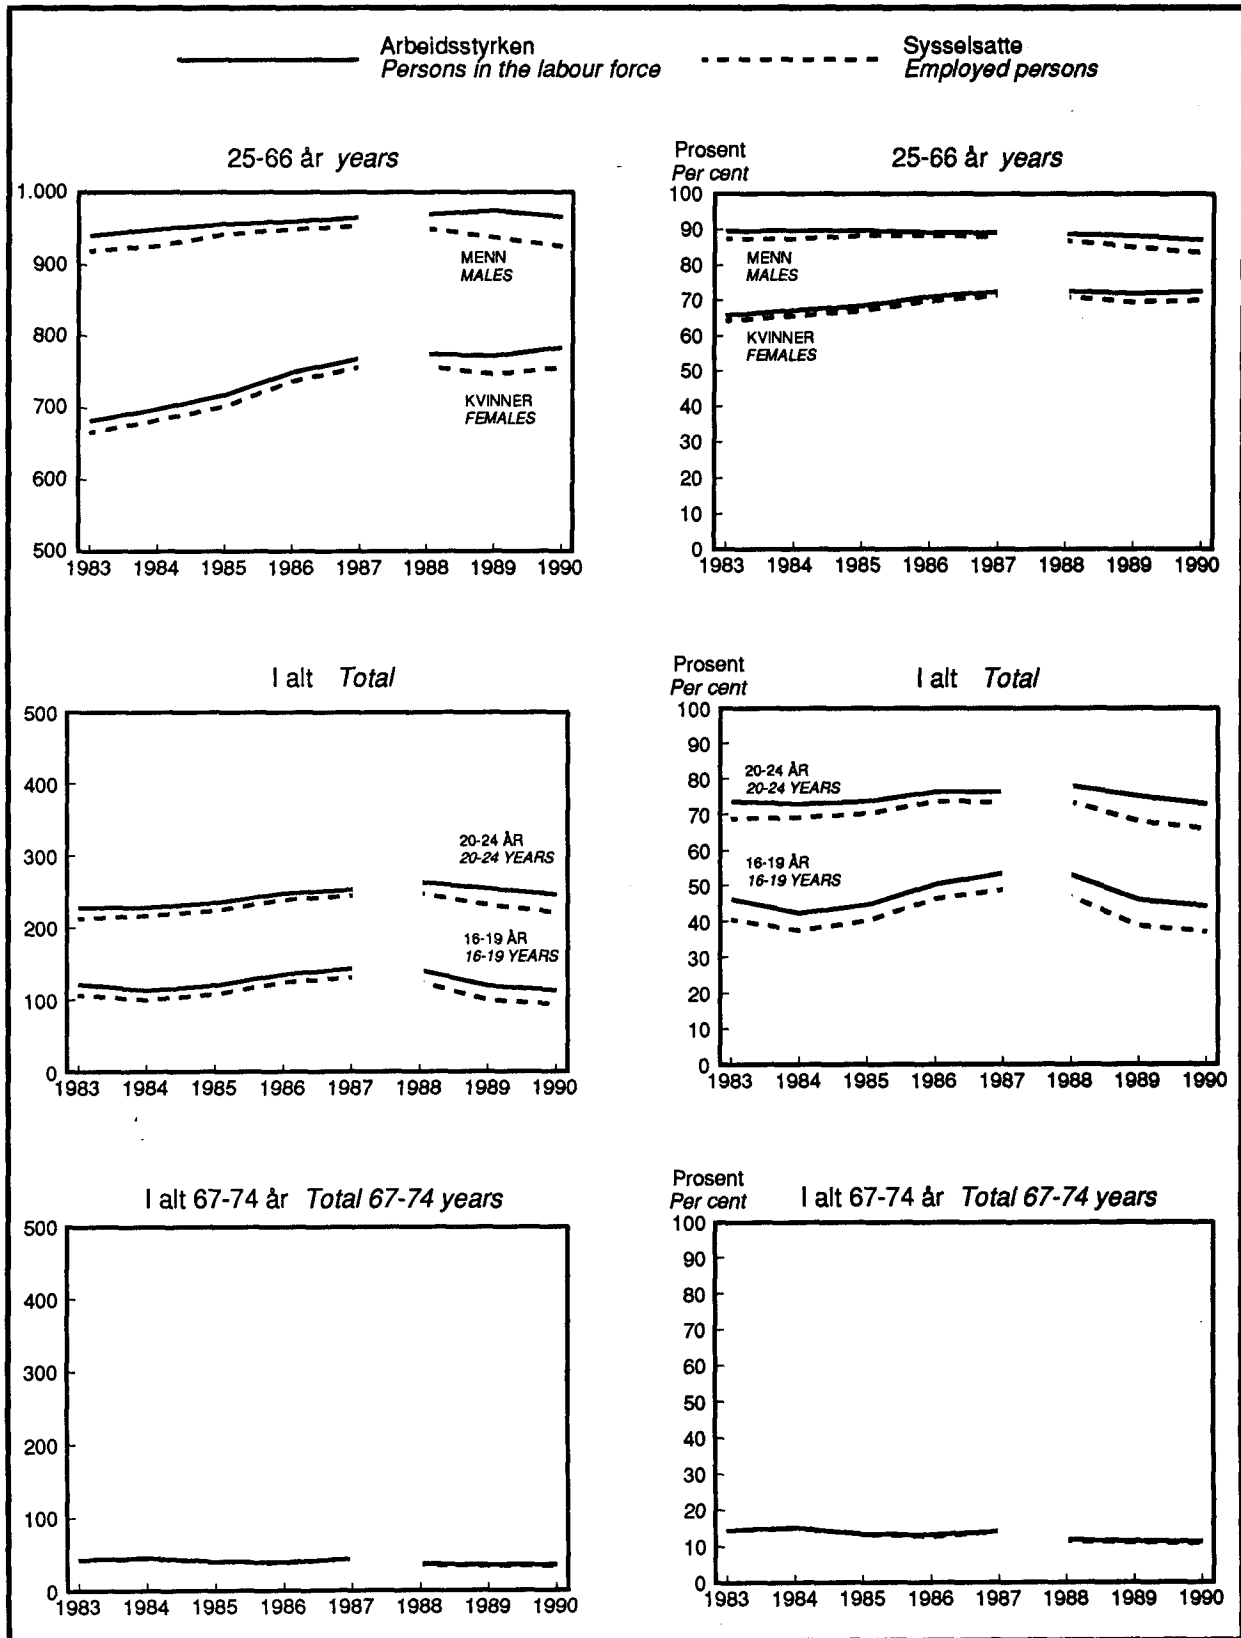 Arbeidsstyrken
Persons in the labour force
Sysselsatte
Employed persons
25-66 år years
1.000
900
800
700
600
500
MENN
MALES
KVINNER
FEMALES
1983 1984 1985 1986 1987 1988 1989 1990
Prosent
Per cent
25-66 år years
100
90
80
70
60
50
40
30
20
10
0
MENN
MALES
KVINNER
FEMALES
1983 1984 1985 1986 1987 1988 1989 1990
I alt Total
500
400
300
200
100
0
20-24 ÅR
20-24 YEARS
16-19 ÅR
16-19 YEARS
1983 1984 1985 1986 1987 1988 1989 1990
Prosent
Per cent
I alt Total
100
90
80
70
60
50
40
30
20
10
0
20-24 ÅR
20-24 YEARS
16-19 ÅR
16-19 YEARS
1983 1984 1985 1986 1987 1988 1989 1990
I alt 67-74 år Total 67-74 years
500
400
300
200
100
0
1983 1984 1985 1986 1987 1988 1989 1990
Prosent
Per cent
I alt 67-74 år Total 67-74 years
100
90
80
70
60
50
40
30
20
10
0
1983 1984 1985 1986 1987 1988 1989 1990